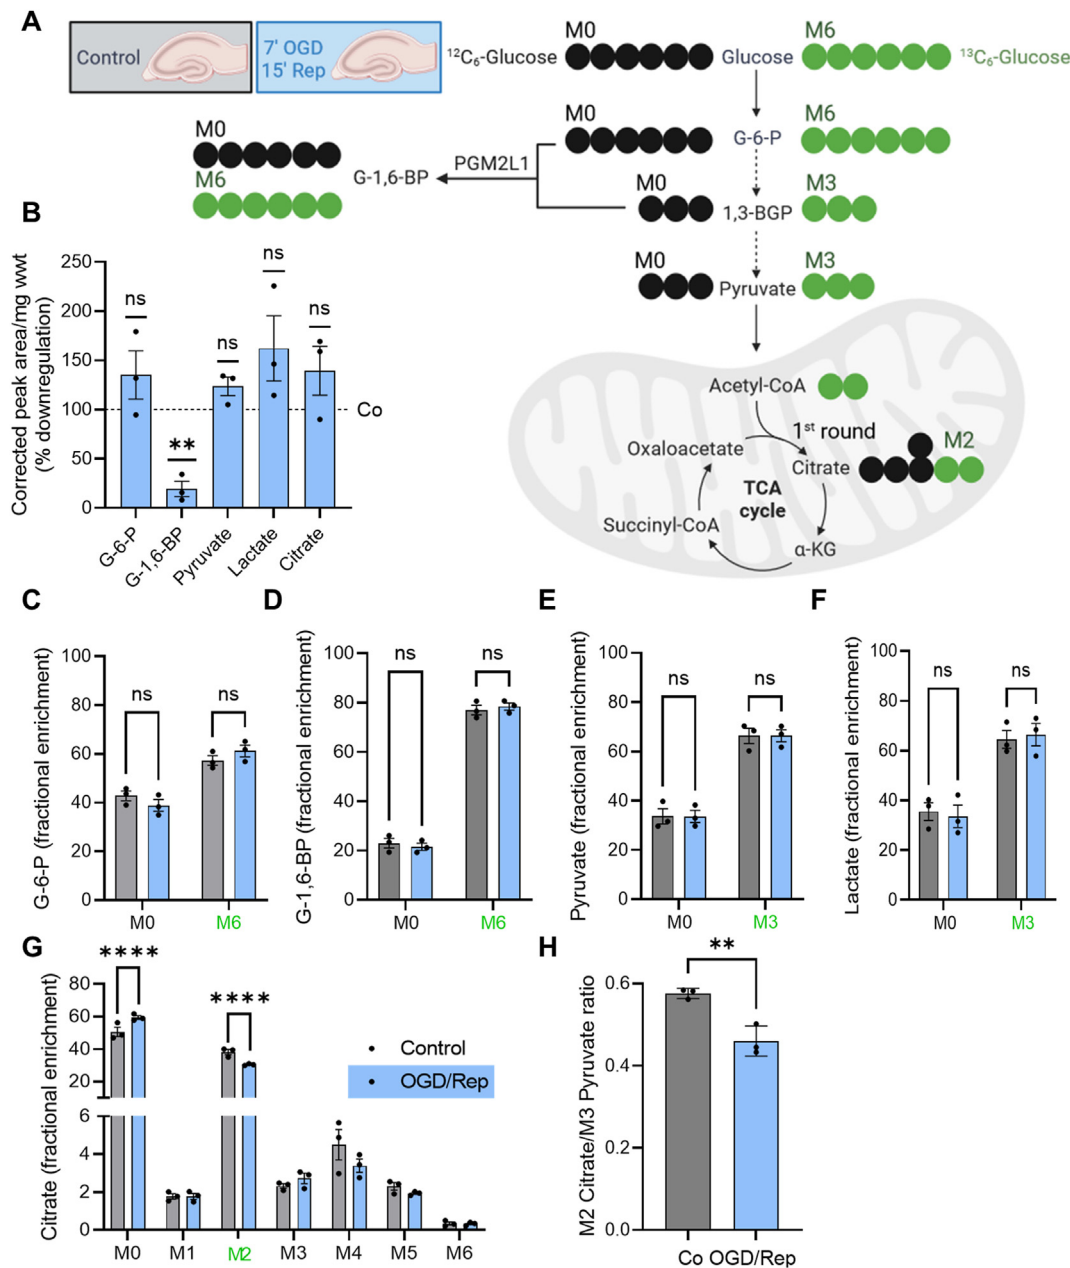 A
Control
7' OGD
15' Rep
¹²C₆-Glucose
M0
Glucose
M6
¹³C₆-Glucose
M0
G-6-P
M6
M0
M6
G-1,6-BP
PGM2L1
M0
1,3-BGP
M3
M0
Pyruvate
M3
Acetyl-CoA
1st round
Oxaloacetate
Citrate
M2
TCA
cycle
Succinyl-CoA
α-KG
B
Corrected peak area/mg wwt
(% downregulation)
250
200
150
100
50
0
ns
**
ns
ns
ns
Co
G-6-P
G-1,6-BP
Pyruvate
Lactate
Citrate
C
G-6-P (fractional enrichment)
100
80
60
40
20
0
ns
ns
M0
M6
D
G-1,6-BP (fractional enrichment)
100
80
60
40
20
0
ns
ns
M0
M6
E
Pyruvate (fractional enrichment)
100
80
60
40
20
0
ns
ns
M0
M3
F
Lactate (fractional enrichment)
100
80
60
40
20
0
ns
ns
M0
M3
G
Citrate (fractional enrichment)
80
60
40
20
6
4
2
0
****
****
Control
OGD/Rep
M0
M1
M2
M3
M4
M5
M6
H
M2 Citrate/M3 Pyruvate ratio
0.6
0.4
0.2
0.0
**
Co OGD/Rep